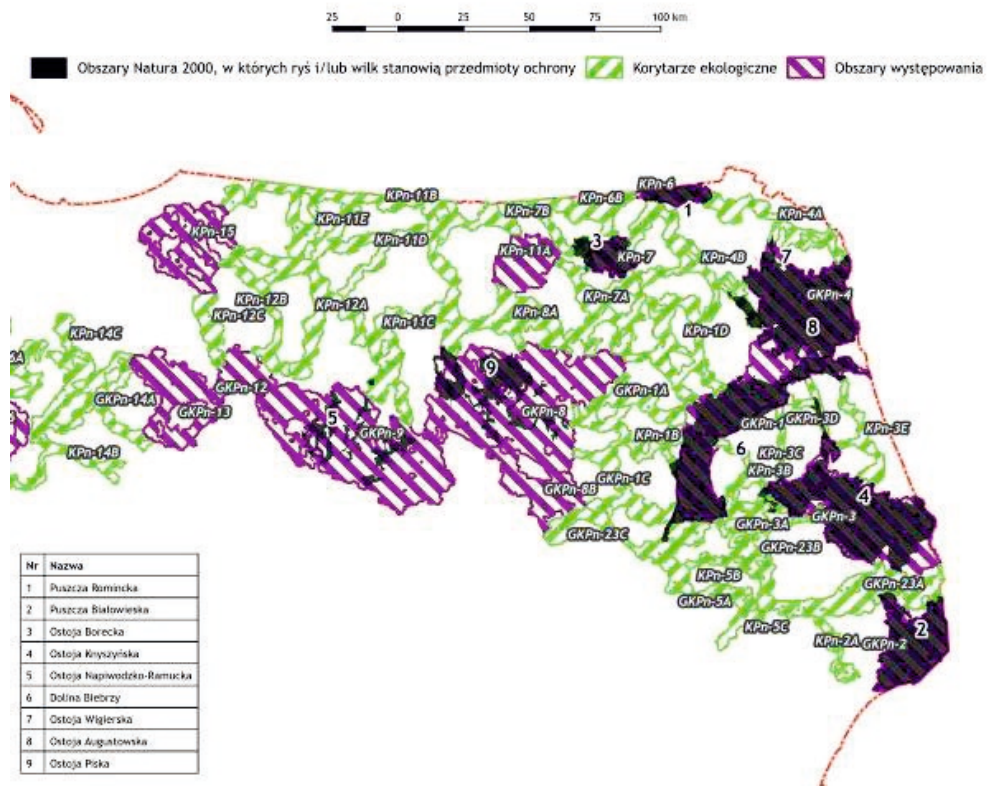 25 0 25 50 75 100 km
Obszary Natura 2000, w których ryś i/lub wilk stanowią przedmioty ochrony Korytarze ekologiczne Obszary występowania
KPn-6
KPn-11B
KPn-6B
1
KPn-7B
KPn-4A
KPn-11E
KPn-15
KPn-11D
3
KPn-11A
KPn-7
KPn-4B
7
KPn-12B
KPn-7A
GKPn-4
KPn-12A
KPn-12C
KPn-8A
KPn-11C
KPn-14C
KPn-1D
8
6A
9
GKPn-12
GKPn-1A
GKPn-14A
GKPn-13
5
GKPn-8
GKPn-1
GKPn-3D
GKPn-9
KPn-1B
KPn-3E
KPn-14B
6
KPn-3C
KPn-3B
GKPn-1C
GKPn-8B
4
GKPn-3
GKPn-3A
GKPn-23C
GKPn-23B
KPn-5B
GKPn-23A
GKPn-5A
KPn-5C
2
KPn-2A
GKPn-2
Nr Nazwa
1 Puszcza Romincka
2 Puszcza Białowieska
3 Ostoja Borecka
4 Ostoja Knyszyńska
5 Ostoja Napiwodzko-Ramucka
6 Dolina Biebrzy
7 Ostoja Wigierska
8 Ostoja Augustowska
9 Ostoja Piska